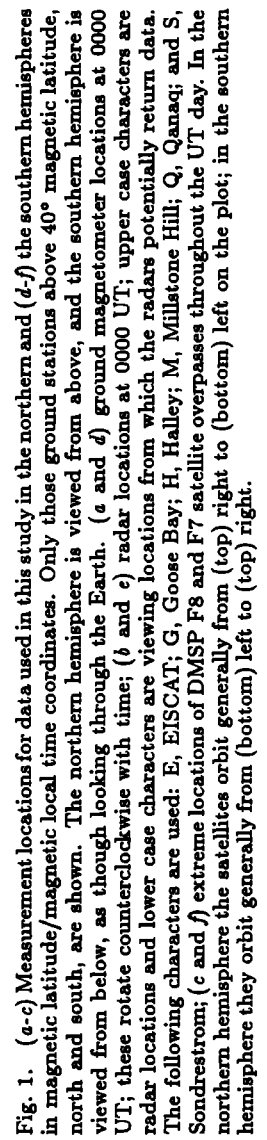 Fig. 1. (a-c) Measurement locations for data used in this study in the northern and (d-f) the southern hemispheres
in magnetic latitude/magnetic local time coordinates. Only those ground stations above 40° magnetic latitude,
north and south, are shown. The northern hemisphere is viewed from above, and the southern hemisphere is
viewed from below, as though looking through the Earth. (a and d) ground magnetometer locations at 0000
UT; these rotate counterclockwise with time; (b and e) radar locations at 0000 UT; upper case characters are
radar locations and lower case characters are viewing locations from which the radars potentially return data.
The following characters are used: E, EISCAT; G, Goose Bay; H, Halley; M, Millstone Hill; Q, Qanaq; and S,
Sondrestrom; (c and f) extreme locations of DMSP F8 and F7 satellite overpasses throughout the UT day. In the
northern hemisphere the satellites orbit generally from (top) right to (bottom) left on the plot; in the southern
hemisphere they orbit generally from (bottom) left to (top) right.